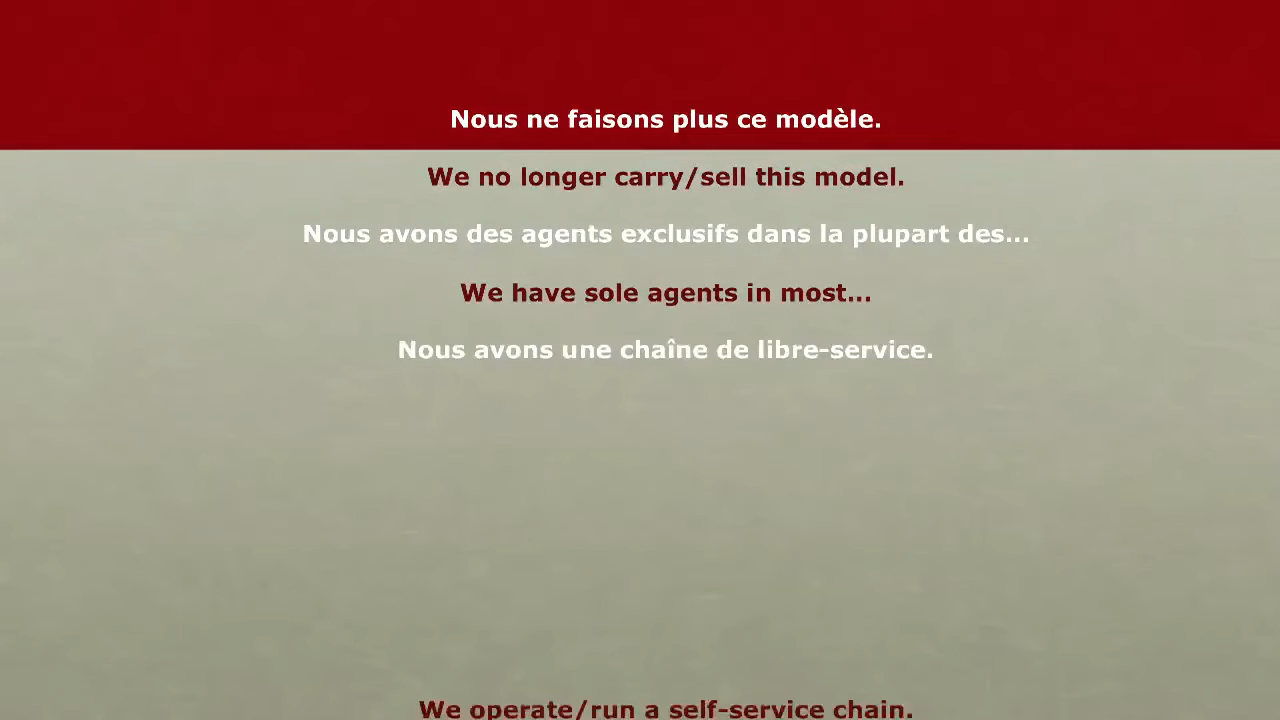 Nous ne faisons plus ce modèle.
We no longer carry/sell this model.
Nous avons des agents exclusifs dans la plupart des...
We have sole agents in most...
Nous avons une chaîne de libre-service.
We operate/run a self-service chain.